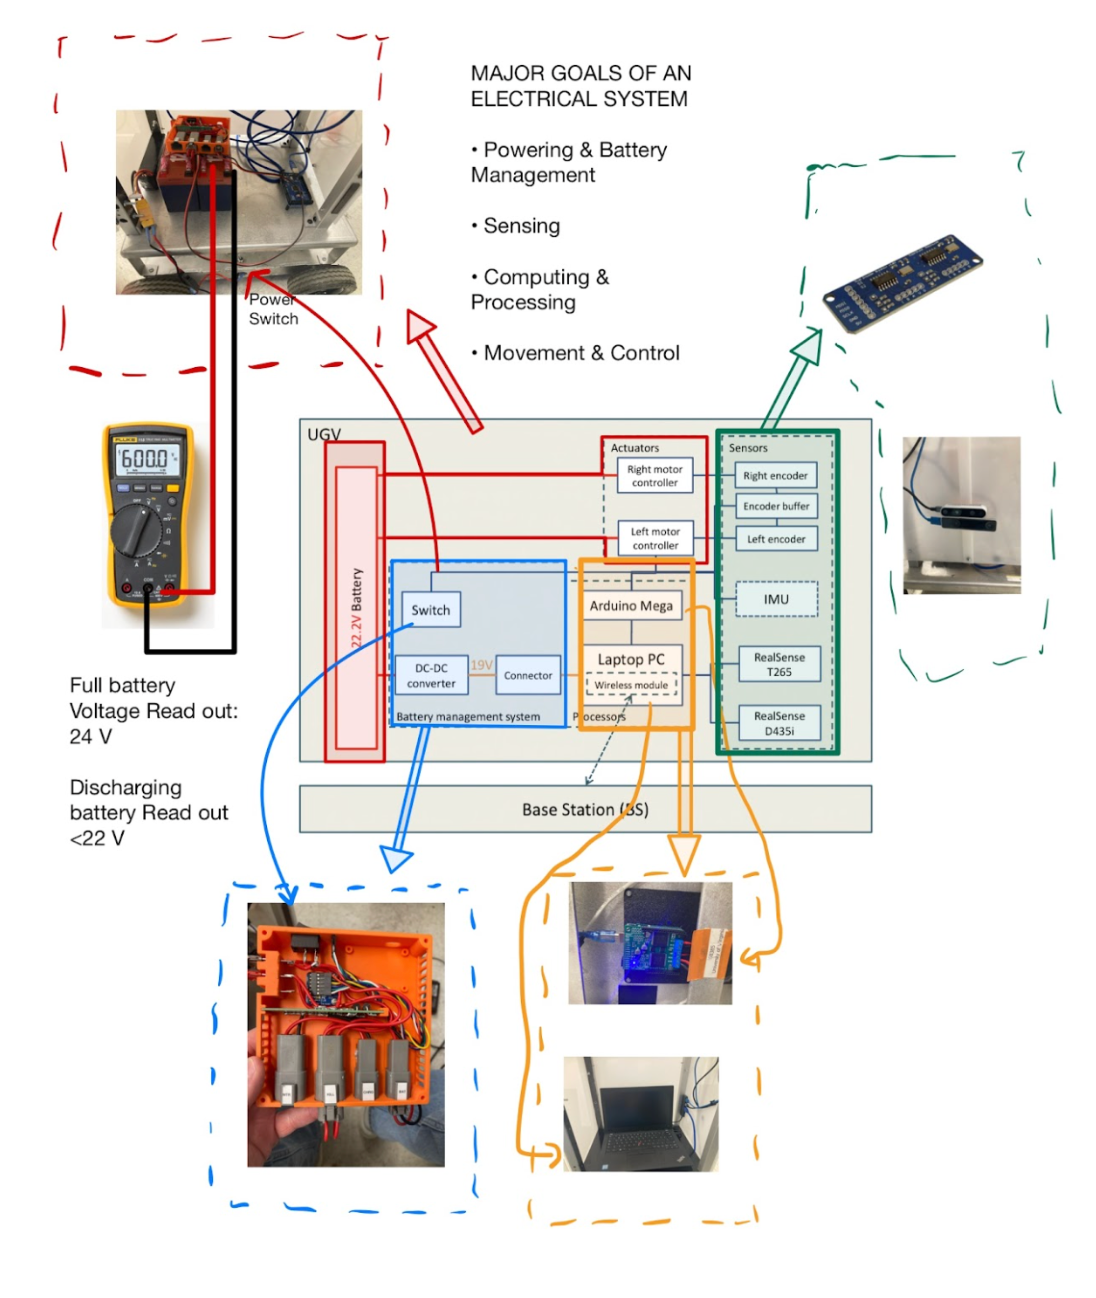 MAJOR GOALS OF AN
ELECTRICAL SYSTEM
• Powering & Battery
Management
• Sensing
• Computing &
Processing
• Movement & Control
Power
Switch
FLUKE
600.0
Full battery
Voltage Read out:
24 V
Discharging
battery Read out
<22 V
UGV
22.2V Battery
Actuators
Right motor
controller
Left motor
controller
Sensors
Right encoder
Encoder buffer
Left encoder
IMU
RealSense
T265
RealSense
D435i
Switch
DC-DC
converter
19V
Connector
Battery management system
Arduino Mega
Laptop PC
Wireless module
Processors
Base Station (BS)